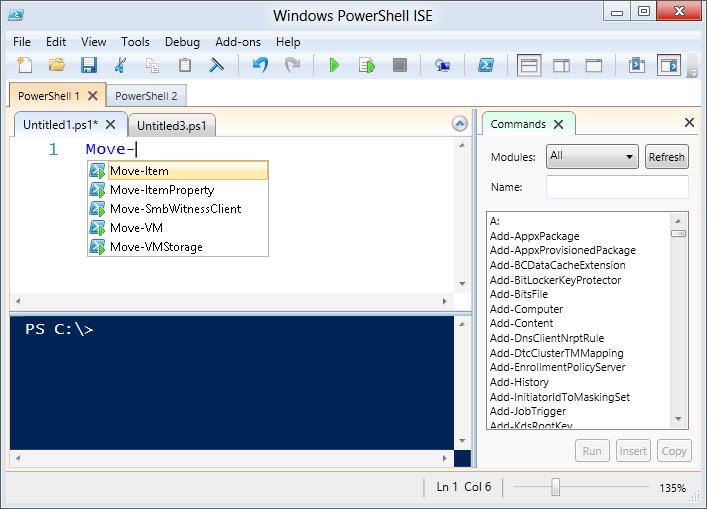 Windows PowerShell ISE
File Edit View Tools Debug Add-ons Help
PowerShell 1 PowerShell 2
Untitled1.ps1* Untitled3.ps1
1 Move-
Move-Item
Move-ItemProperty
Move-SmbWitnessClient
Move-VM
Move-VMStorage
PS C:\>
Commands
Modules: All Refresh
Name:
A:
Add-AppxPackage
Add-AppxProvisionedPackage
Add-BCDataCacheExtension
Add-BitLockerKeyProtector
Add-BitsFile
Add-Computer
Add-Content
Add-DnsClientNrptRule
Add-DtcClusterTMMapping
Add-EnrollmentPolicyServer
Add-History
Add-InitiatorIdToMaskingSet
Add-JobTrigger
Add-KdsRootKey
Run Insert Copy
Ln 1 Col 6 135%